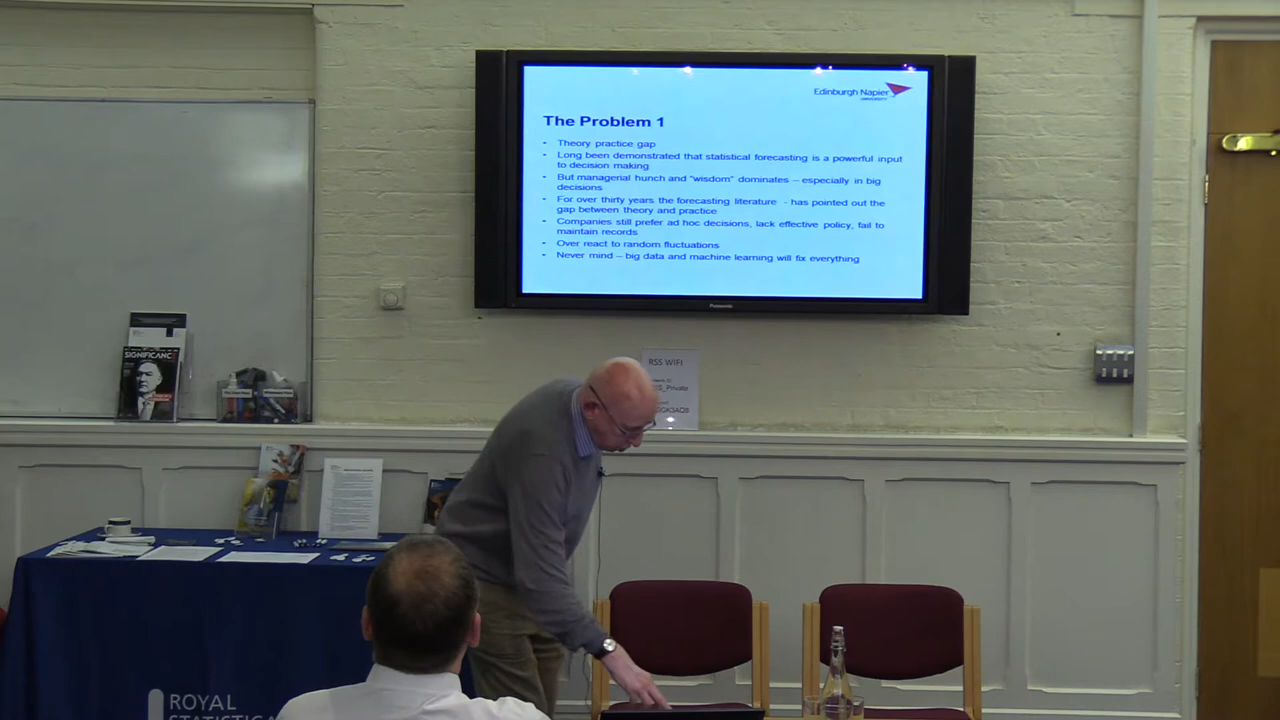 Edinburgh Napier
UNIVERSITY
The Problem 1
- Theory practice gap
- Long been demonstrated that statistical forecasting is a powerful input
to decision making
- But managerial hunch and "wisdom" dominates – especially in big
decisions
- For over thirty years the forecasting literature - has pointed out the
gap between theory and practice
- Companies still prefer ad hoc decisions, lack effective policy, fail to
maintain records
- Over react to random fluctuations
- Never mind – big data and machine learning will fix everything
Panasonic
SIGNIFICANC
RSS WIFI
ROYAL
STATISTICA